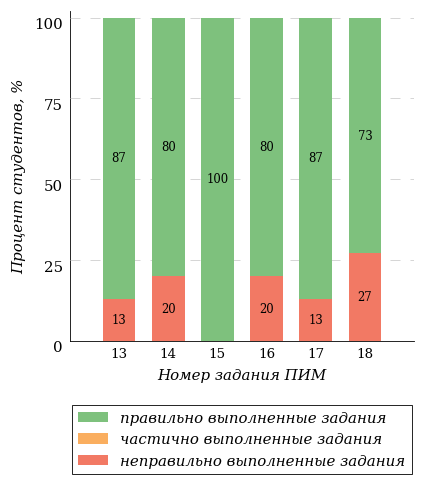 100
75
50
25
0
Процент студентов, %
87 80 100 80 87 73
13 20 20 13 27
13 14 15 16 17 18
Номер задания ПИМ
правильно выполненные задания
частично выполненные задания
неправильно выполненные задания